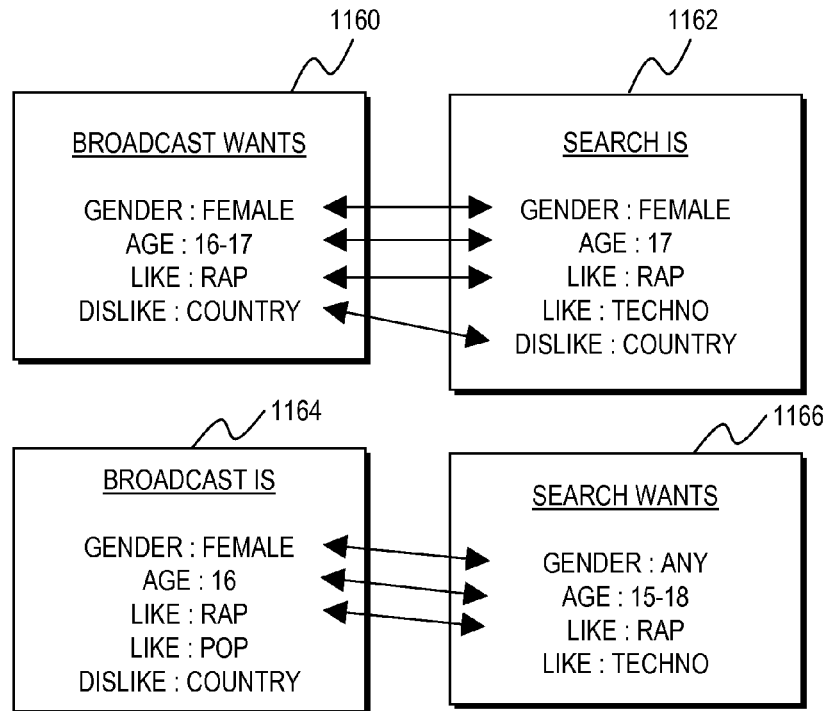 1160
1162
BROADCAST WANTS
GENDER : FEMALE
AGE : 16-17
LIKE : RAP
DISLIKE : COUNTRY
SEARCH IS
GENDER : FEMALE
AGE : 17
LIKE : RAP
LIKE : TECHNO
DISLIKE : COUNTRY
1164
1166
BROADCAST IS
GENDER : FEMALE
AGE : 16
LIKE : RAP
LIKE : POP
DISLIKE : COUNTRY
SEARCH WANTS
GENDER : ANY
AGE : 15-18
LIKE : RAP
LIKE : TECHNO